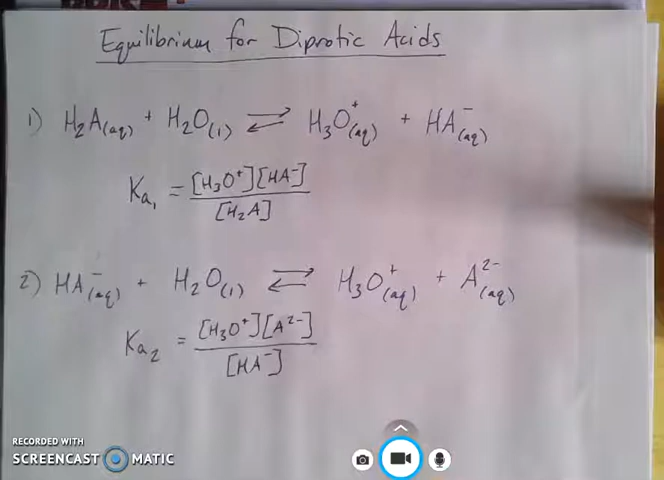 Equilibrium for Diprotic Acids
1) H₂A(aq) + H₂O(l) ⇌ H₃O⁺(aq) + HA⁻(aq)
Ka₁ = [H₃O⁺][HA⁻]
[H₂A]
2) HA⁻(aq) + H₂O(l) ⇌ H₃O⁺(aq) + A²⁻(aq)
Ka₂ = [H₃O⁺][A²⁻]
[HA⁻]
RECORDED WITH
SCREENCAST MATIC